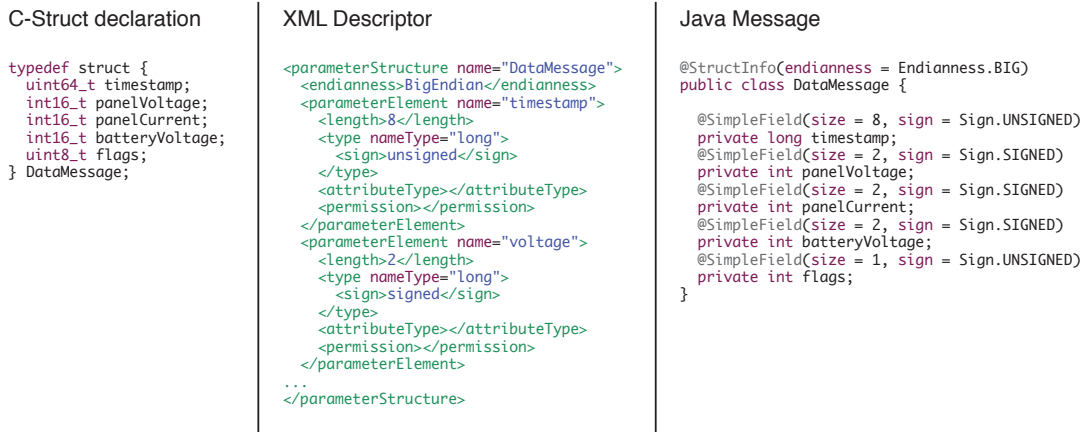 C-Struct declaration
typedef struct {
  uint64_t timestamp;
  int16_t panelVoltage;
  int16_t panelCurrent;
  int16_t batteryVoltage;
  uint8_t flags;
} DataMessage;
XML Descriptor
<parameterStructure name="DataMessage">
  <endianness>BigEndian</endianness>
  <parameterElement name="timestamp">
    <length>8</length>
    <type nameType="long">
      <sign>unsigned</sign>
    </type>
    <attributeType></attributeType>
    <permission></permission>
  </parameterElement>
  <parameterElement name="voltage">
    <length>2</length>
    <type nameType="long">
      <sign>signed</sign>
    </type>
    <attributeType></attributeType>
    <permission></permission>
  </parameterElement>
...
</parameterStructure>
Java Message
@StructInfo(endianness = Endianness.BIG)
public class DataMessage {
  @SimpleField(size = 8, sign = Sign.UNSIGNED)
  private long timestamp;
  @SimpleField(size = 2, sign = Sign.SIGNED)
  private int panelVoltage;
  @SimpleField(size = 2, sign = Sign.SIGNED)
  private int panelCurrent;
  @SimpleField(size = 2, sign = Sign.SIGNED)
  private int batteryVoltage;
  @SimpleField(size = 1, sign = Sign.UNSIGNED)
  private int flags;
}